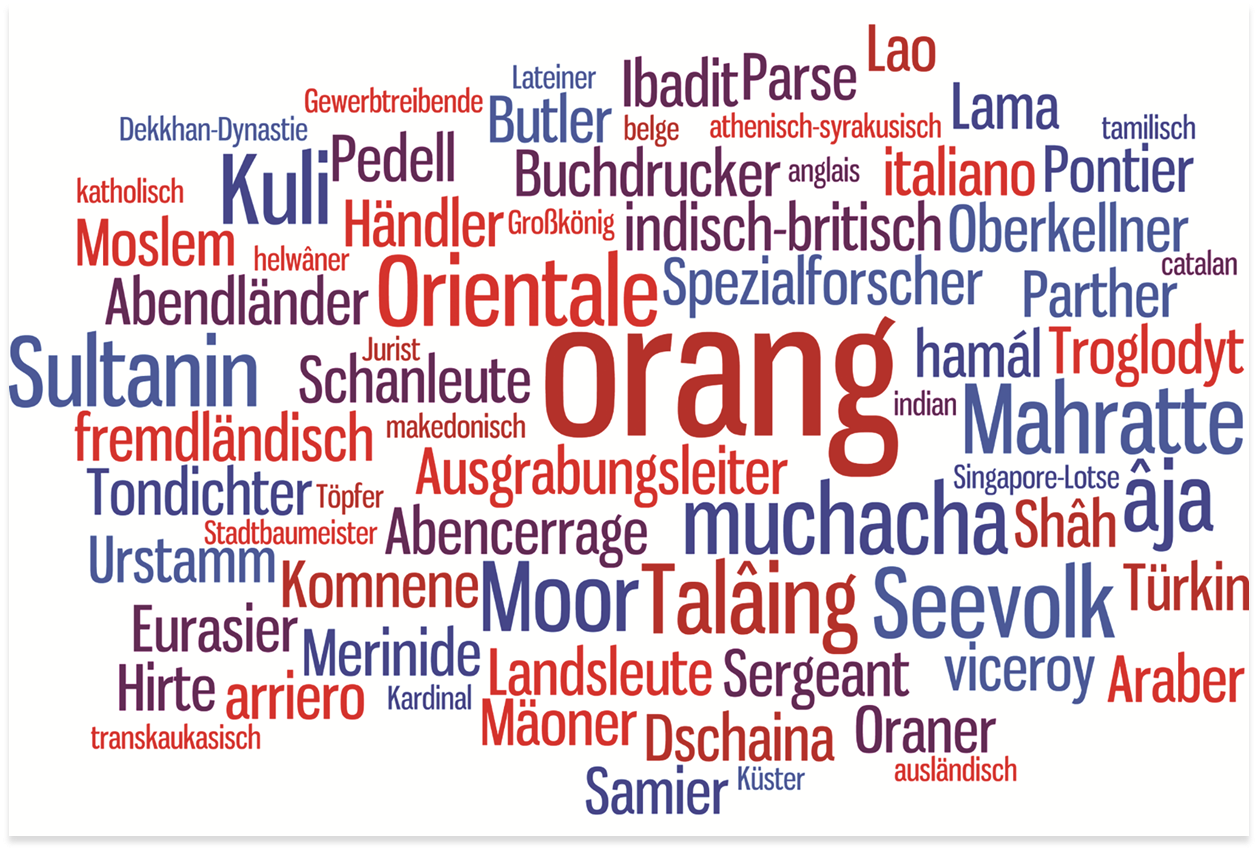 Lao
Lateiner
Ibadit
Parse
Gewerbtreibende
Butler
belge
athenisch-syrakusisch
Lama
Dekkhan-Dynastie
Pedell
tamilisch
Kuli
Buchdrucker
anglais
italiano
Pontier
katholisch
Moslem
Händler
Großkönig
indisch-britisch
Oberkellner
helwâner
catalan
Abendländer
Orientale
Spezialforscher
Parther
Sultanin
Jurist
Schanleute
orang
hamál
Troglodyt
indian
Mahratte
fremdländisch
makedonisch
Ausgrabungsleiter
Singapore-Lotse
âja
Tondichter
Töpfer
Stadtbaumeister
Abencerrage
muchacha
Shâh
Urstamm
Komnene
Moor
Talâing
Seevolk
Türkin
Eurasier
Merinide
Landsleute
Sergeant
viceroy
Araber
Hirte
arriero
Kardinal
transkaukasisch
Mäoner
Dschaina
Oraner
ausländisch
Samier
Küster